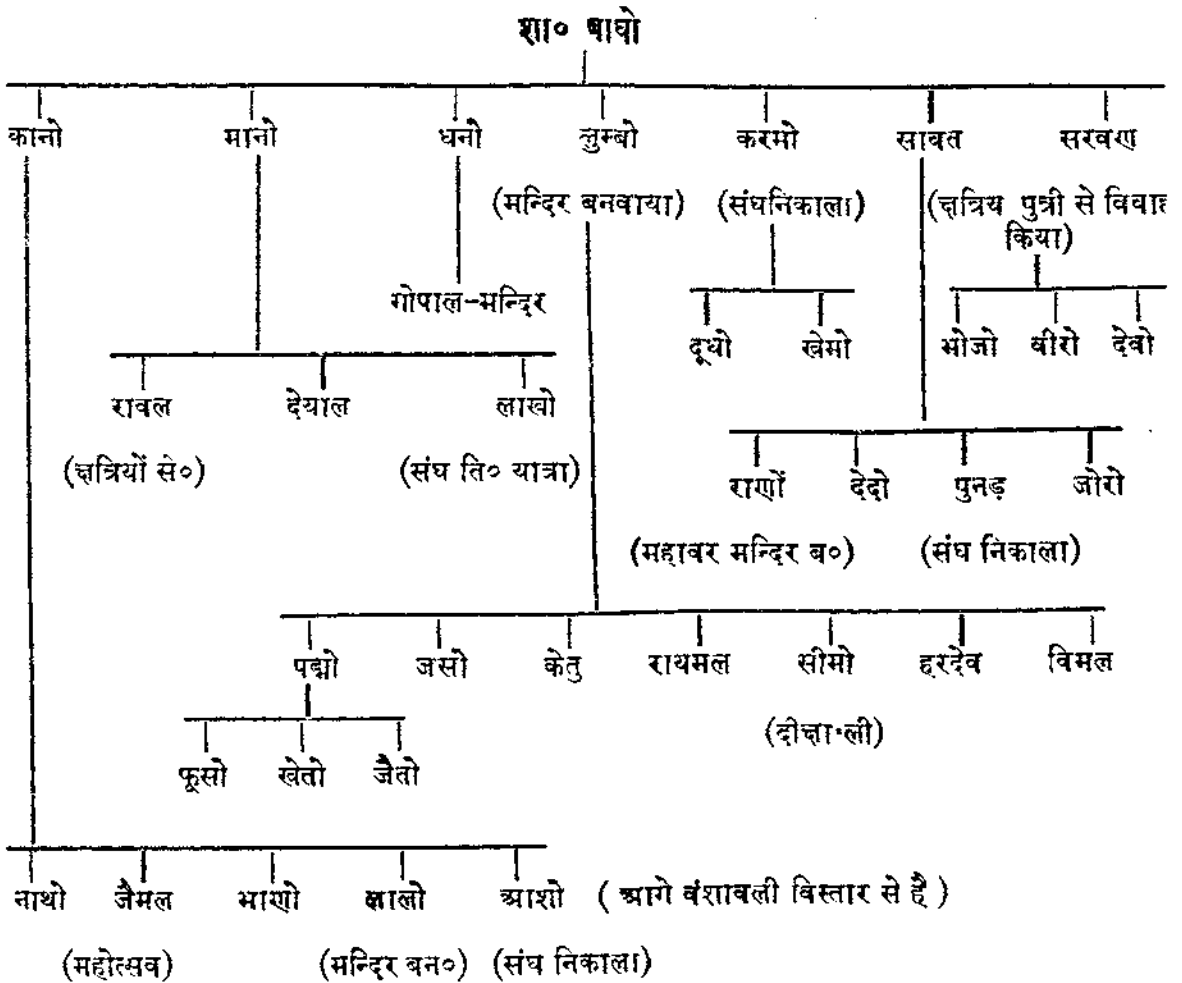 शा० बाघो
कानो मानो धनो लुम्बो करमो सावत सरवण
(मन्दिर बनवाया) (संघनिकाला) (क्षत्रिय पुत्री से विवाह
किया)
गोपाल-मन्दिर
दूधो खेमो भोजो वीरो देवो
रावल देयाल लाखो
(क्षत्रियों से०) (संघ ति० यात्रा)
राणों देदो पुनड़ जोरो
(महावर मन्दिर ब०) (संघ निकाला)
पद्मो जसो केतु राथमल सीमो हरदेव विमल
(दीक्षा ली)
फूसो खेतो जैतो
नाथो जैमल भाणो लालो आशो ( आगे वंशावली विस्तार से है )
(महोत्सव) (मन्दिर बन०) (संघ निकाला)